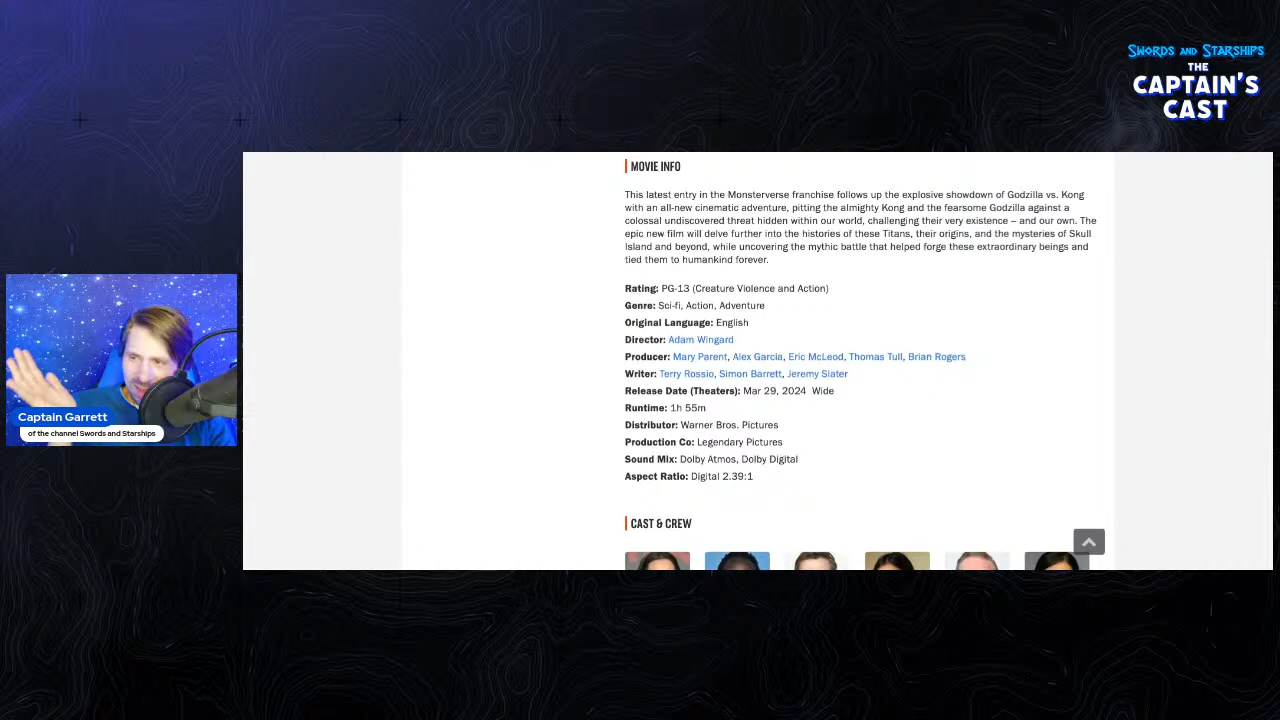 SWORDS AND STARSHIPS
THE
CAPTAIN'S
CAST
MOVIE INFO
This latest entry in the Monsterverse franchise follows up the explosive showdown of Godzilla vs. Kong
with an all-new cinematic adventure, pitting the almighty Kong and the fearsome Godzilla against a
colossal undiscovered threat hidden within our world, challenging their very existence – and our own. The
epic new film will delve further into the histories of these Titans, their origins, and the mysteries of Skull
Island and beyond, while uncovering the mythic battle that helped forge these extraordinary beings and
tied them to humankind forever.
Rating: PG-13 (Creature Violence and Action)
Genre: Sci-fi, Action, Adventure
Original Language: English
Director: Adam Wingard
Producer: Mary Parent, Alex Garcia, Eric McLeod, Thomas Tull, Brian Rogers
Writer: Terry Rossio, Simon Barrett, Jeremy Slater
Release Date (Theaters): Mar 29, 2024 Wide
Runtime: 1h 55m
Distributor: Warner Bros. Pictures
Production Co: Legendary Pictures
Sound Mix: Dolby Atmos, Dolby Digital
Aspect Ratio: Digital 2.39:1
CAST & CREW
Captain Garrett
of the channel Swords and Starships